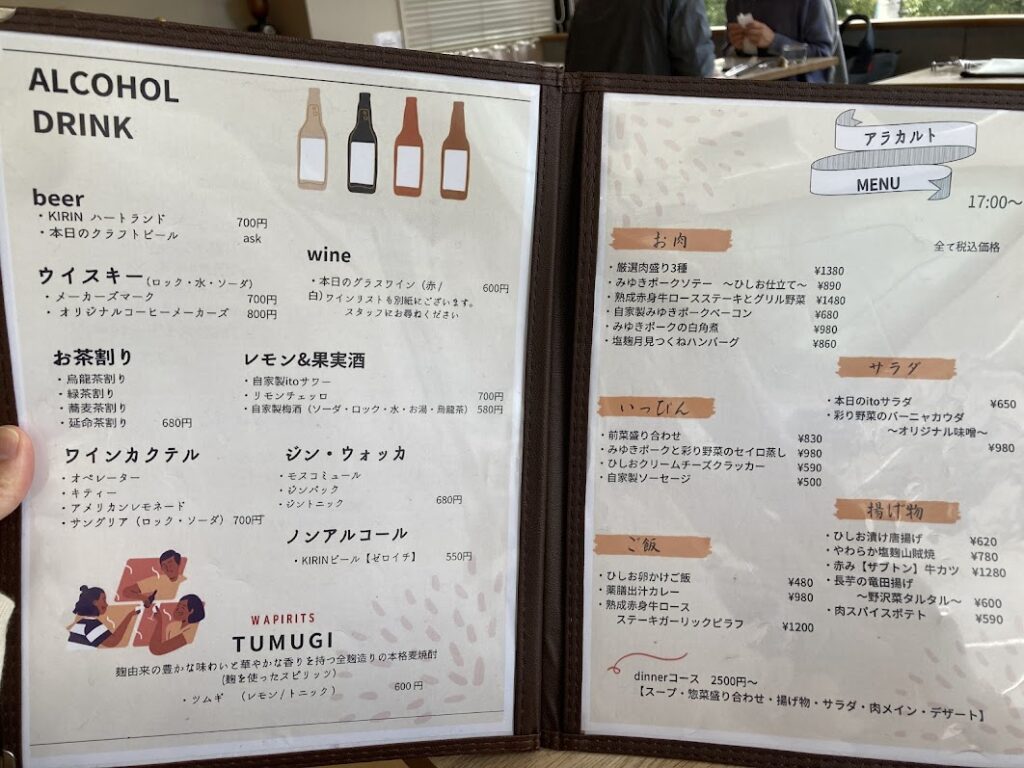 ALCOHOL
DRINK
beer
・KIRIN ハートランド 700円
・本日のクラフトビール ask
ウイスキー(ロック・水・ソーダ)
・メーカーズマーク 700円
・オリジナルコーヒーメーカーズ 800円
wine
・本日のグラスワイン（赤/ 600円
白)ワインリストも別紙にございます。
スタッフにお尋ねください
お茶割り
・烏龍茶割り
・緑茶割り
・蕎麦茶割り
・延命茶割り 680円
レモン&果実酒
・自家製itoサワー
・リモンチェッロ 700円
・自家製梅酒（ソーダ・ロック・水・お湯・烏龍茶） 580円
ワインカクテル
・オペレーター
・キティー
・アメリカンレモネード
・サングリア（ロック・ソーダ） 700円
ジン・ウォッカ
・モスコミュール
・ジンバック
・ジントニック 680円
ノンアルコール
・KIRINビール【ゼロイチ】 550円
WAPIRITS
TUMUGI
麹由来の豊かな味わいと華やかな香りを持つ全麹造りの本格麦焼酎
(麹を使ったスピリッツ)
・ツムギ （レモン/トニック） 600円
アラカルト
MENU
17:00～
全て税込価格
お肉
・厳選肉盛り3種 ¥1380
・みゆきポークソテー ～ひしお仕立て～ ¥890
・熟成赤身牛ロースステーキとグリル野菜 ¥1480
・自家製みゆきポークベーコン ¥680
・みゆきポークの白角煮 ¥980
・塩麹月見つくねハンバーグ ¥860
サラダ
・本日のitoサラダ ¥650
・彩り野菜のバーニャカウダ
～オリジナル味噌～ ¥980
いっぴん
・前菜盛り合わせ ¥830
・みゆきポークと彩り野菜のセイロ蒸し ¥980
・ひしおクリームチーズクラッカー ¥590
・自家製ソーセージ ¥500
揚げ物
・ひしお漬け唐揚げ ¥620
・やわらか塩麹山賊焼 ¥780
・赤み【ザブトン】牛カツ ¥1280
・長芋の竜田揚げ
～野沢菜タルタル～ ¥600
・肉スパイスポテト ¥590
ご飯
・ひしお卵かけご飯 ¥480
・薬膳出汁カレー ¥980
・熟成赤身牛ロース
ステーキガーリックピラフ ¥1200
dinnerコース 2500円～
【スープ・惣菜盛り合わせ・揚げ物・サラダ・肉メイン・デザート】